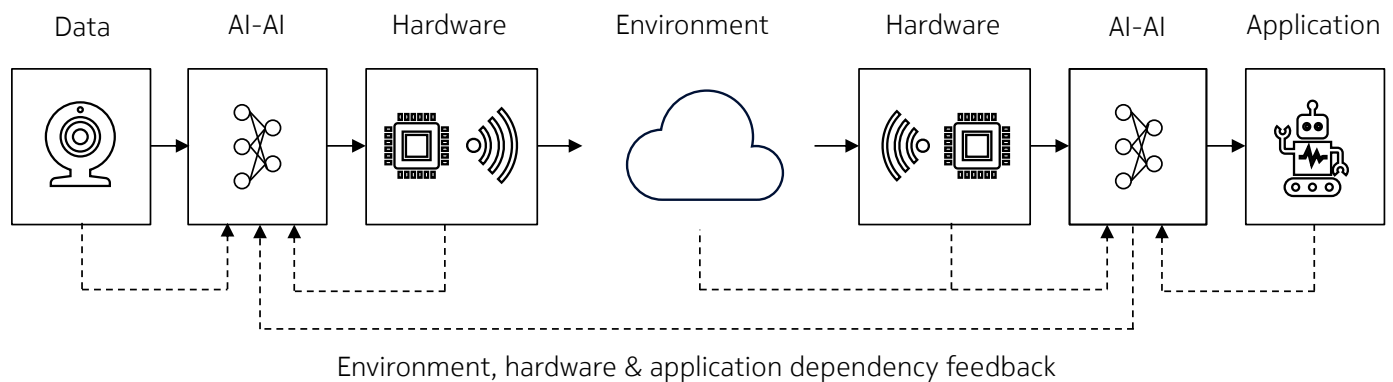 Data
AI-AI
Hardware
Environment
Hardware
AI-AI
Application
Environment, hardware & application dependency feedback